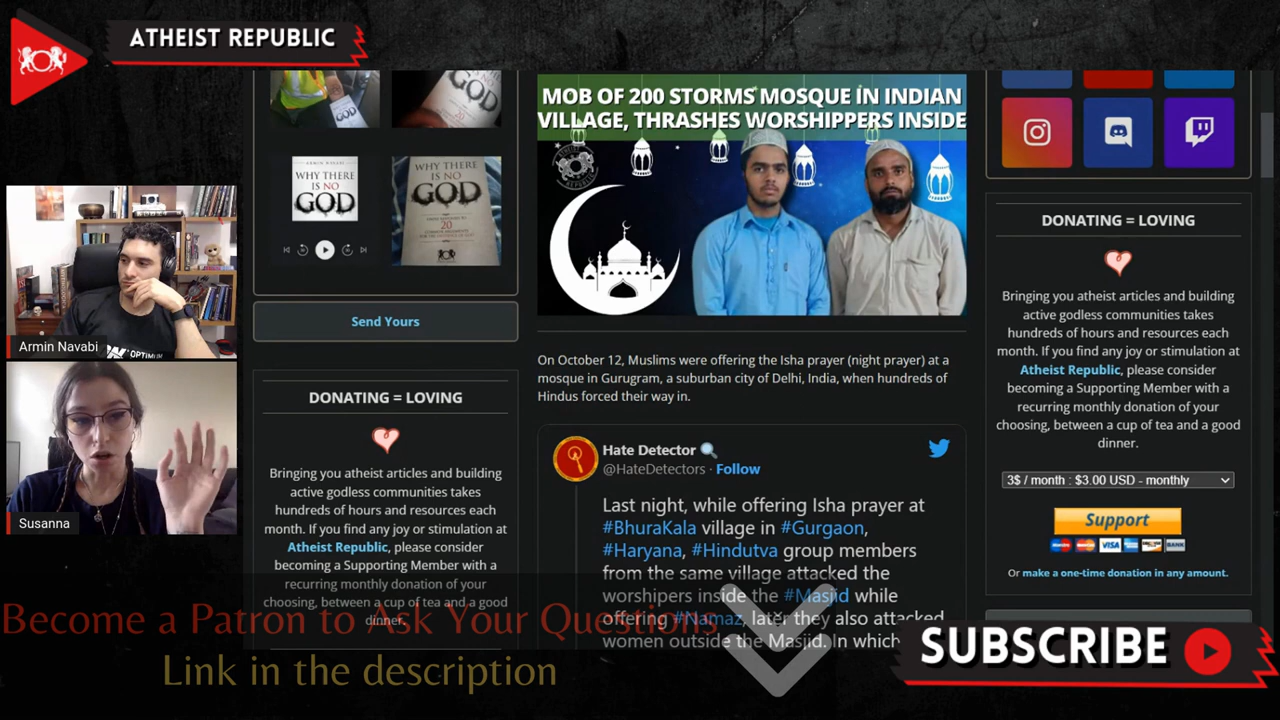 ATHEIST REPUBLIC
Armin Navabi
Susanna
GOD
WHY THERE
IS NO
GOD
WHY THERE
IS NO
GOD
20
Send Yours
DONATING = LOVING
Bringing you atheist articles and building
active godless communities takes
hundreds of hours and resources each
month. If you find any joy or stimulation at
Atheist Republic, please consider
becoming a Supporting Member with a
recurring monthly donation of your
choosing, between a cup of tea and a good
dinner.
MOB OF 200 STORMS MOSQUE IN INDIAN
VILLAGE, THRASHES WORSHIPPERS INSIDE
On October 12, Muslims were offering the Isha prayer (night prayer) at a
mosque in Gurugram, a suburban city of Delhi, India, when hundreds of
Hindus forced their way in.
Hate Detector
@HateDetectors · Follow
Last night, while offering Isha prayer at
#BhuraKala village in #Gurgaon,
#Haryana, #Hindutva group members
from the same village attacked the
worshipers inside the #Masjid while
offering #Namaz, later they also attacked
women outside the Masjid. In which
DONATING = LOVING
Bringing you atheist articles and building
active godless communities takes
hundreds of hours and resources each
month. If you find any joy or stimulation at
Atheist Republic, please consider
becoming a Supporting Member with a
recurring monthly donation of your
choosing, between a cup of tea and a good
dinner.
3$ / month : $3.00 USD - monthly
Support
VISA
BANK
Or make a one-time donation in any amount.
Become a Patron to Ask Your Questions
Link in the description
SUBSCRIBE